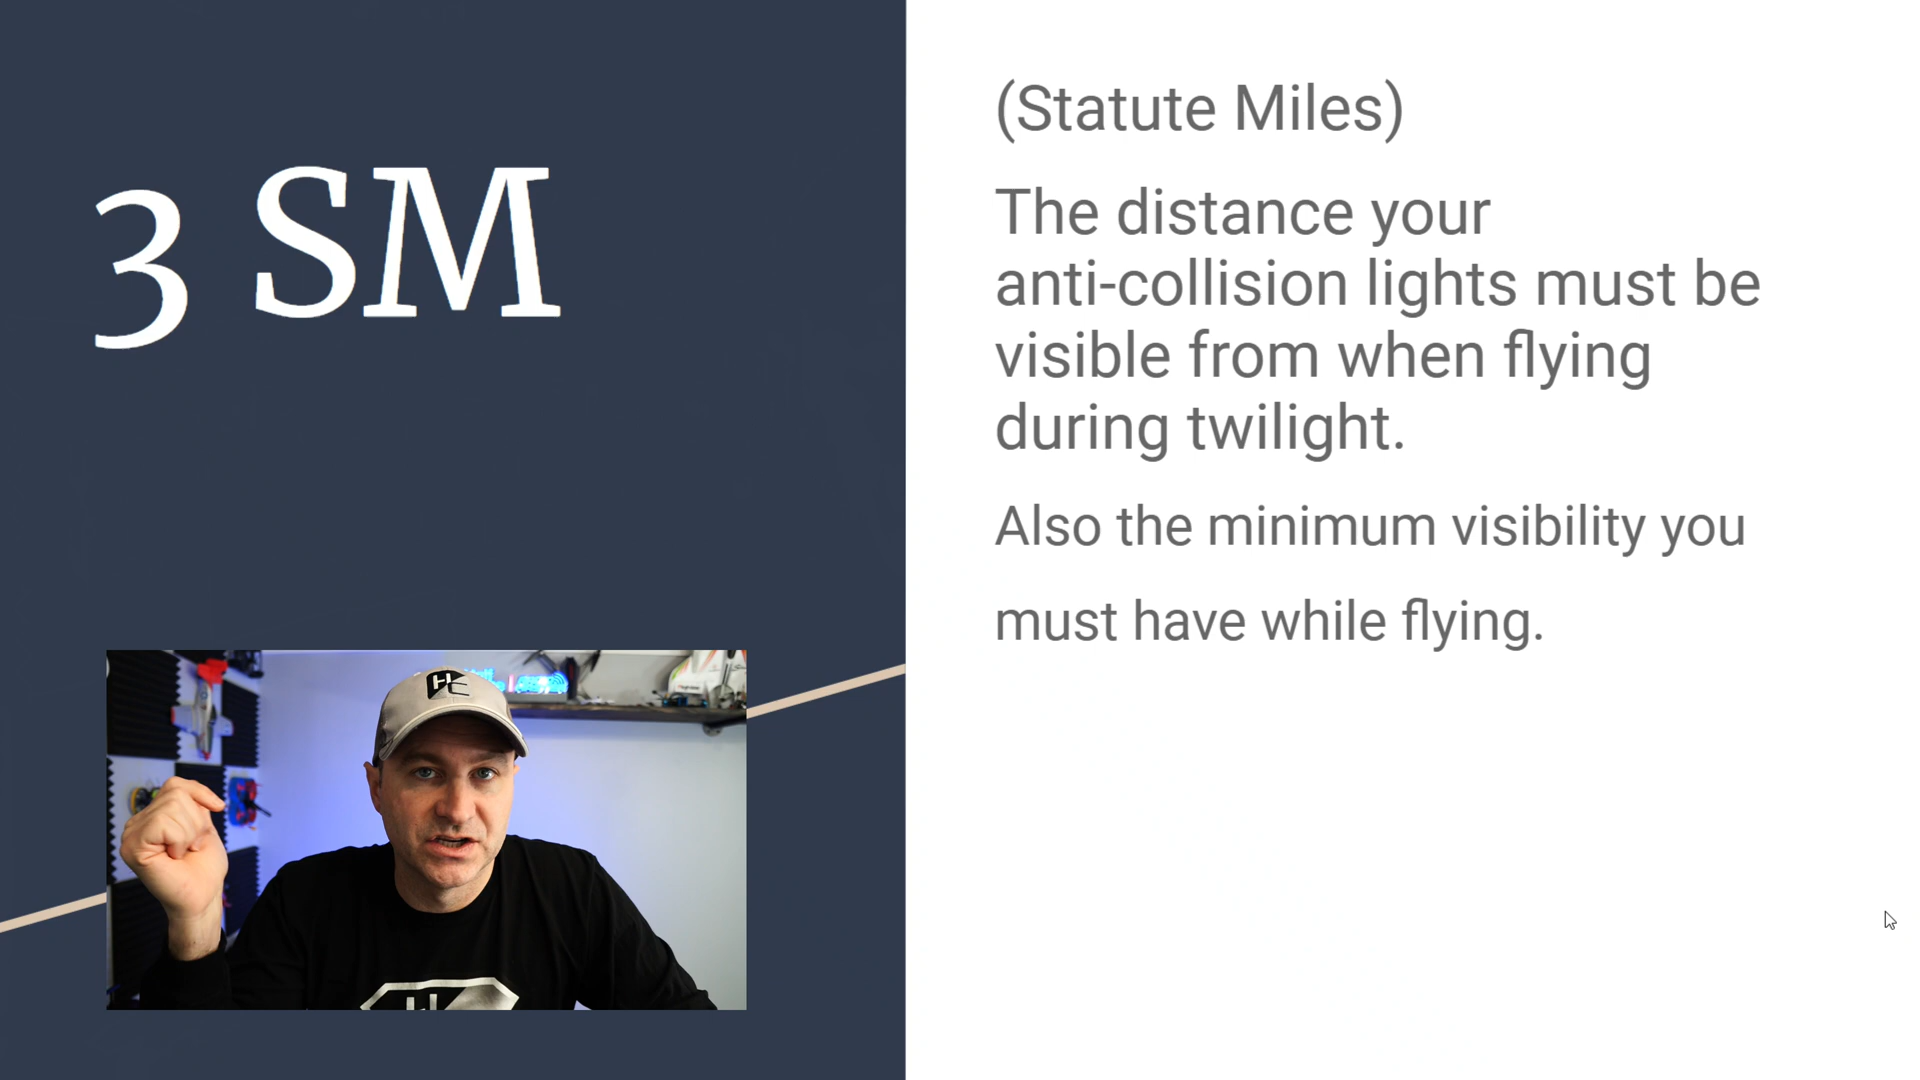 3 SM
(Statute Miles)
The distance your
anti-collision lights must be
visible from when flying
during twilight.
Also the minimum visibility you
must have while flying.